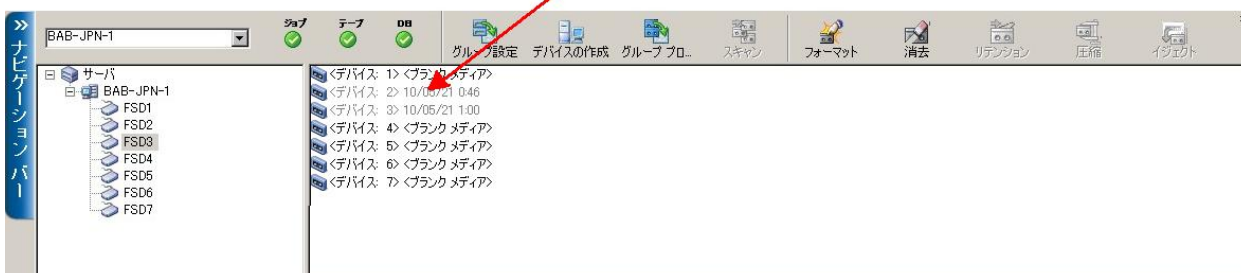 ジョブ テープ DB
BAB-JPN-1
グループ設定 デバイスの作成 グループ プロ... スキャン フォーマット 消去 リテンション 圧縮 イジェクト
» ナビゲーション バー
サーバ
BAB-JPN-1
FSD1
FSD2
FSD3
FSD4
FSD5
FSD6
FSD7
<デバイス: 1> <ブランク メディア>
<デバイス: 2> 10/05/21 0:46
<デバイス: 3> 10/05/21 1:00
<デバイス: 4> <ブランク メディア>
<デバイス: 5> <ブランク メディア>
<デバイス: 6> <ブランク メディア>
<デバイス: 7> <ブランク メディア>